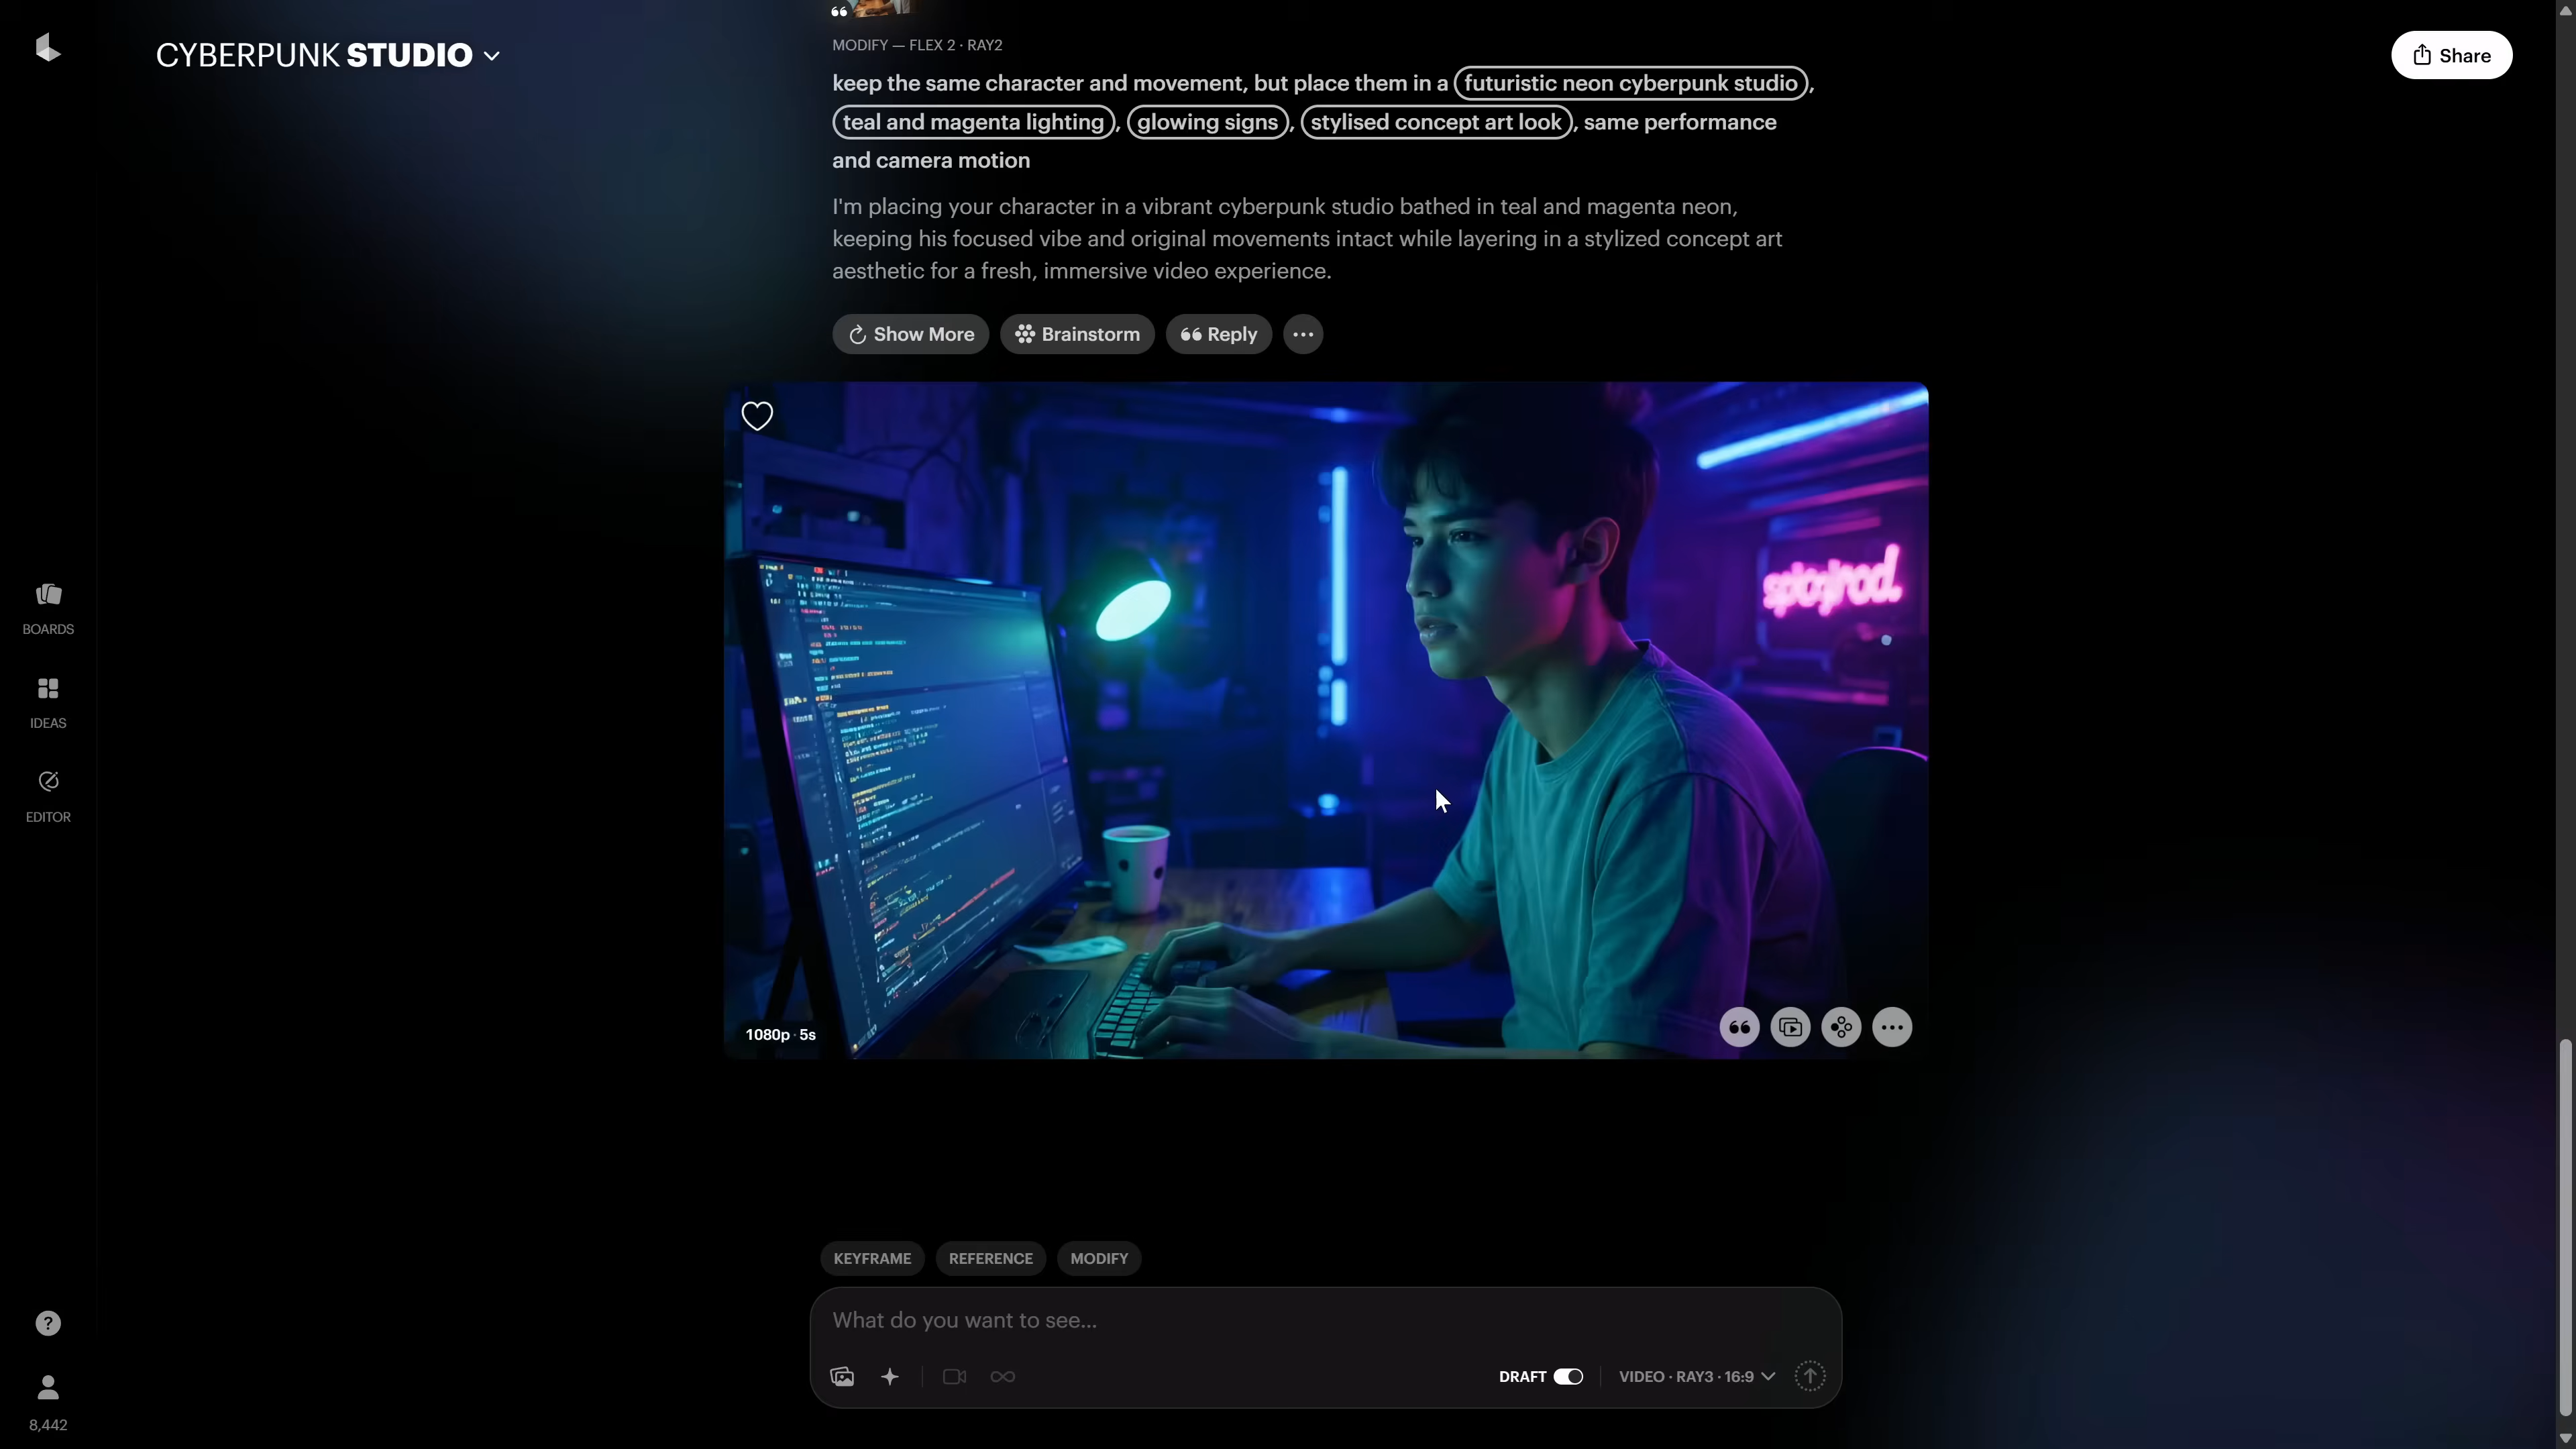 CYBERPUNK STUDIO
Share
MODIFY — FLEX 2 · RAY2
keep the same character and movement, but place them in a futuristic neon cyberpunk studio,
teal and magenta lighting, glowing signs, stylised concept art look, same performance
and camera motion
I'm placing your character in a vibrant cyberpunk studio bathed in teal and magenta neon,
keeping his focused vibe and original movements intact while layering in a stylized concept art
aesthetic for a fresh, immersive video experience.
Show More
Brainstorm
Reply
BOARDS
IDEAS
EDITOR
1080p · 5s
KEYFRAME
REFERENCE
MODIFY
What do you want to see...
DRAFT
VIDEO · RAY3 · 16:9
?
8,442